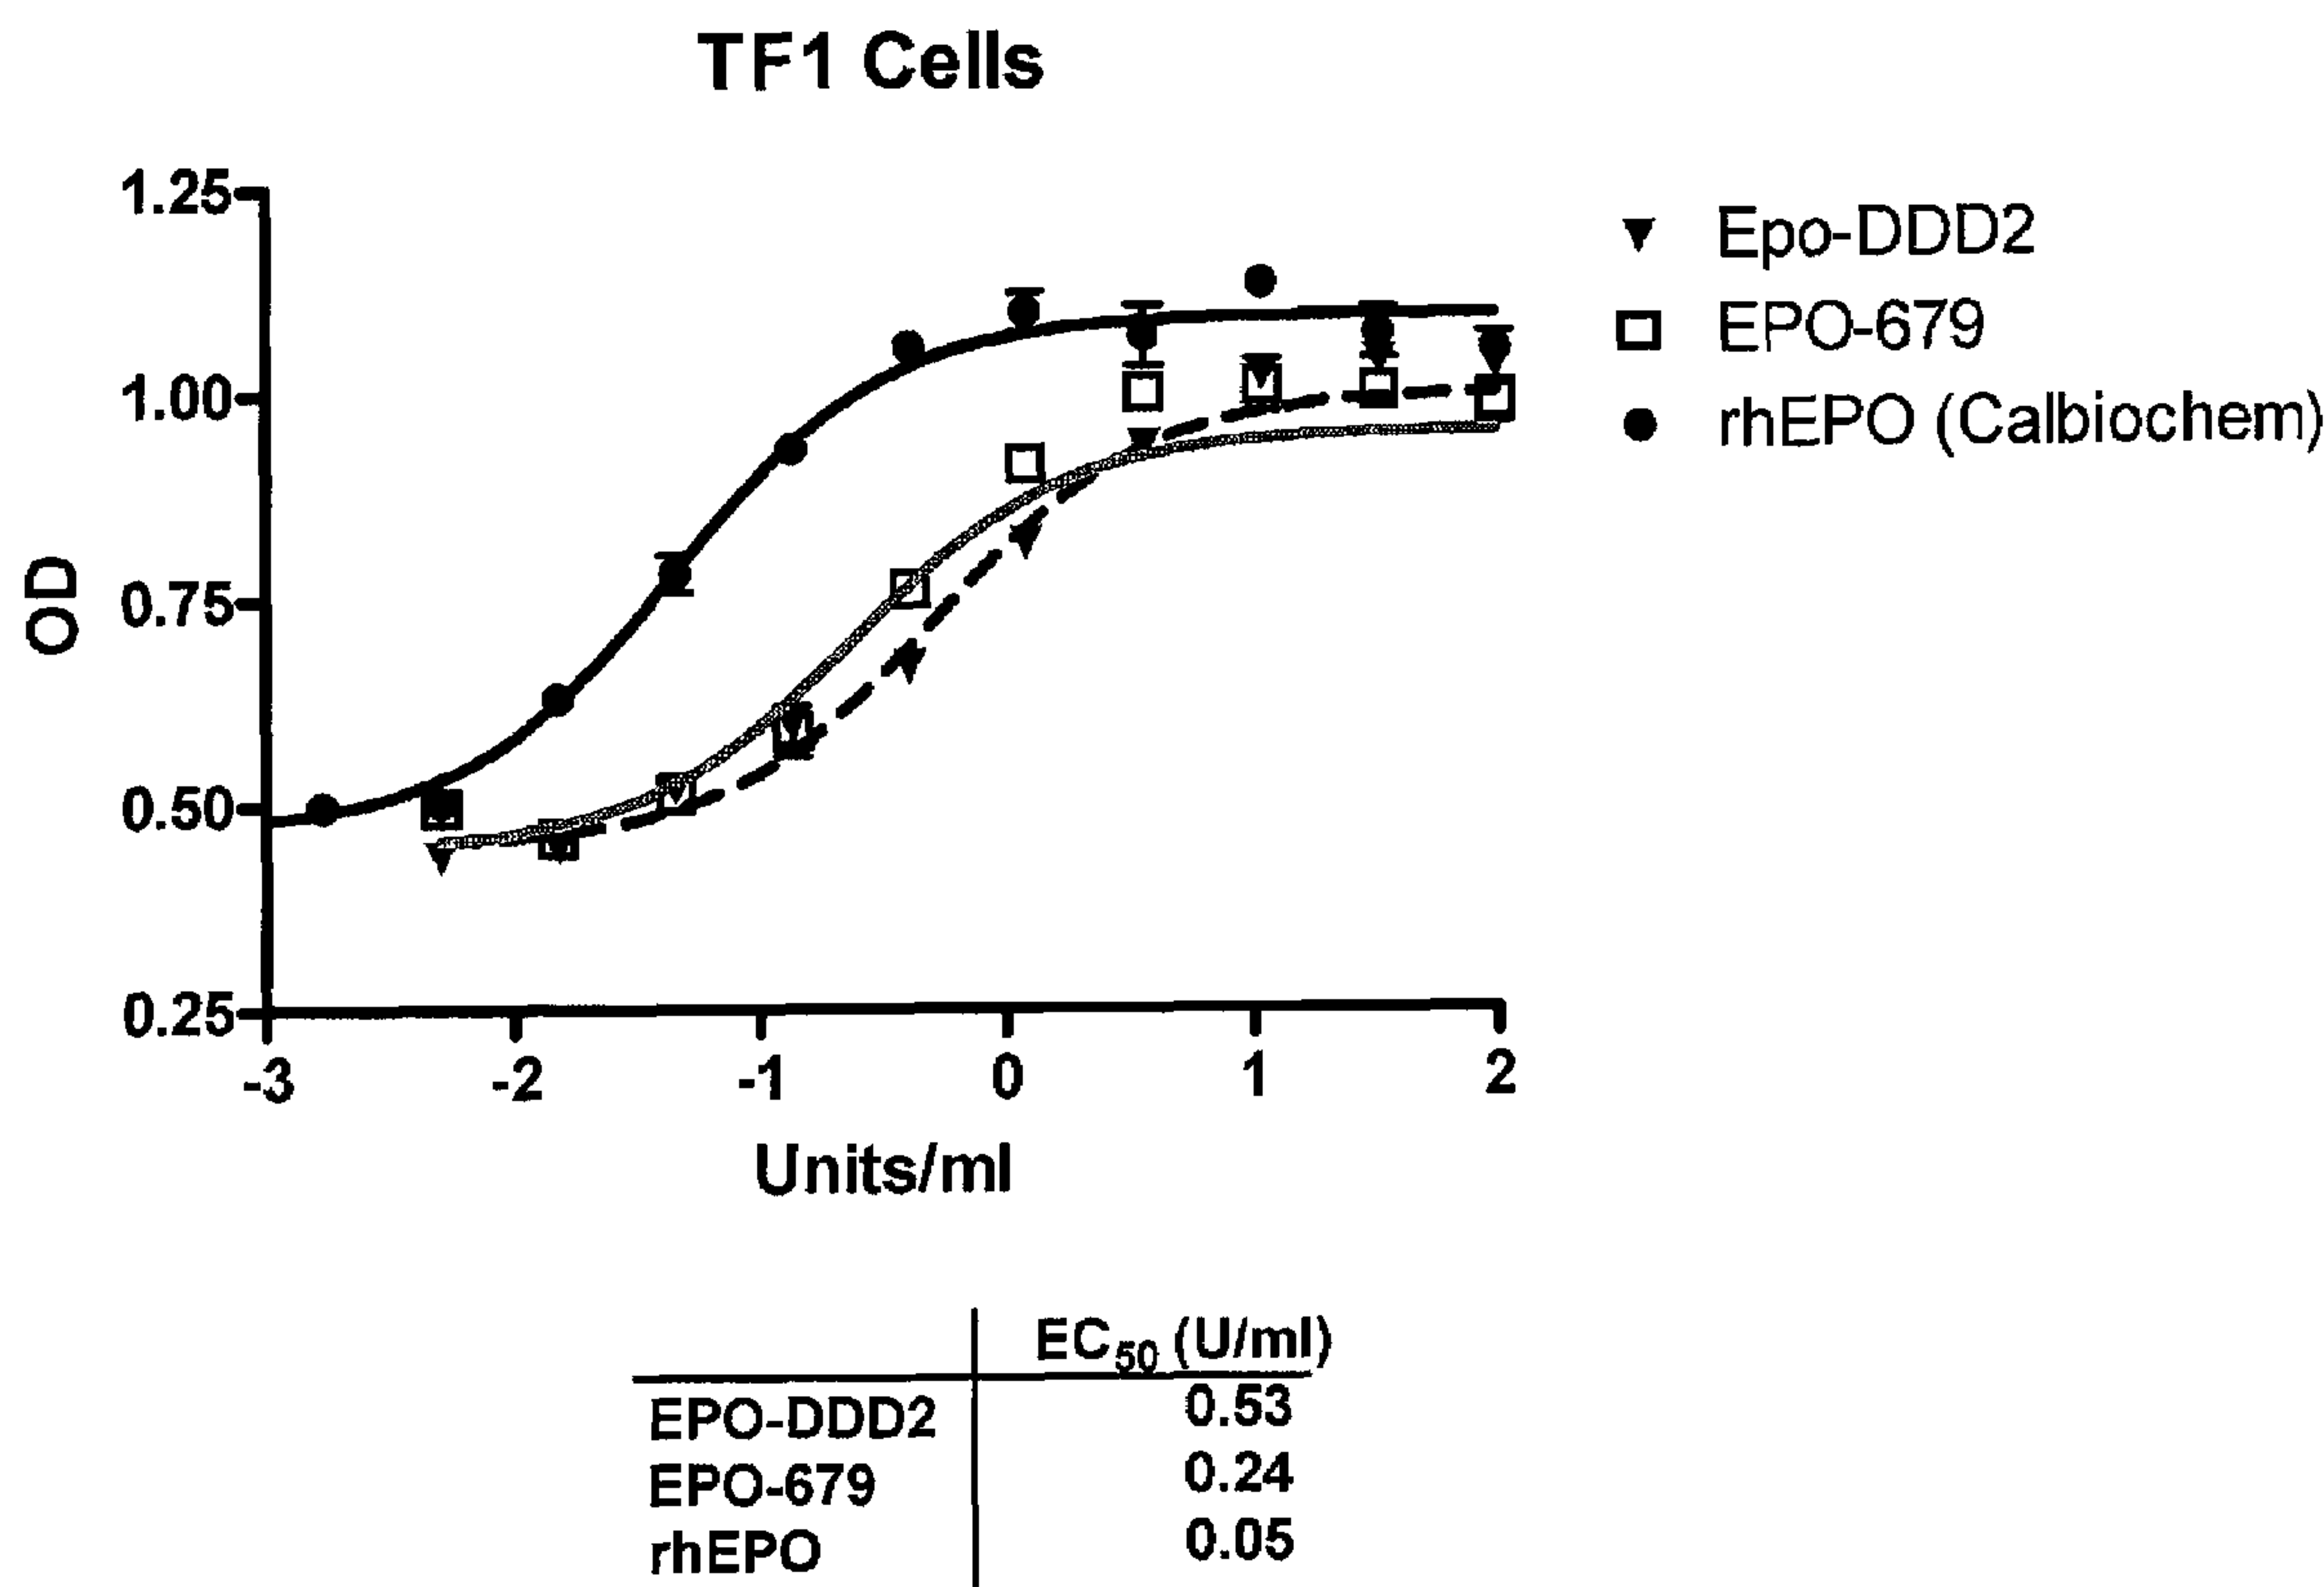 TF1 Cells
1.25
1.00
0.75
0.50
0.25
OD
-3 -2 -1 0 1 2
Units/ml
Epo-DDD2
EPO-679
rhEPO (Calbiochem)
EC50 (U/ml)
EPO-DDD2 0.53
EPO-679 0.24
rhEPO 0.05